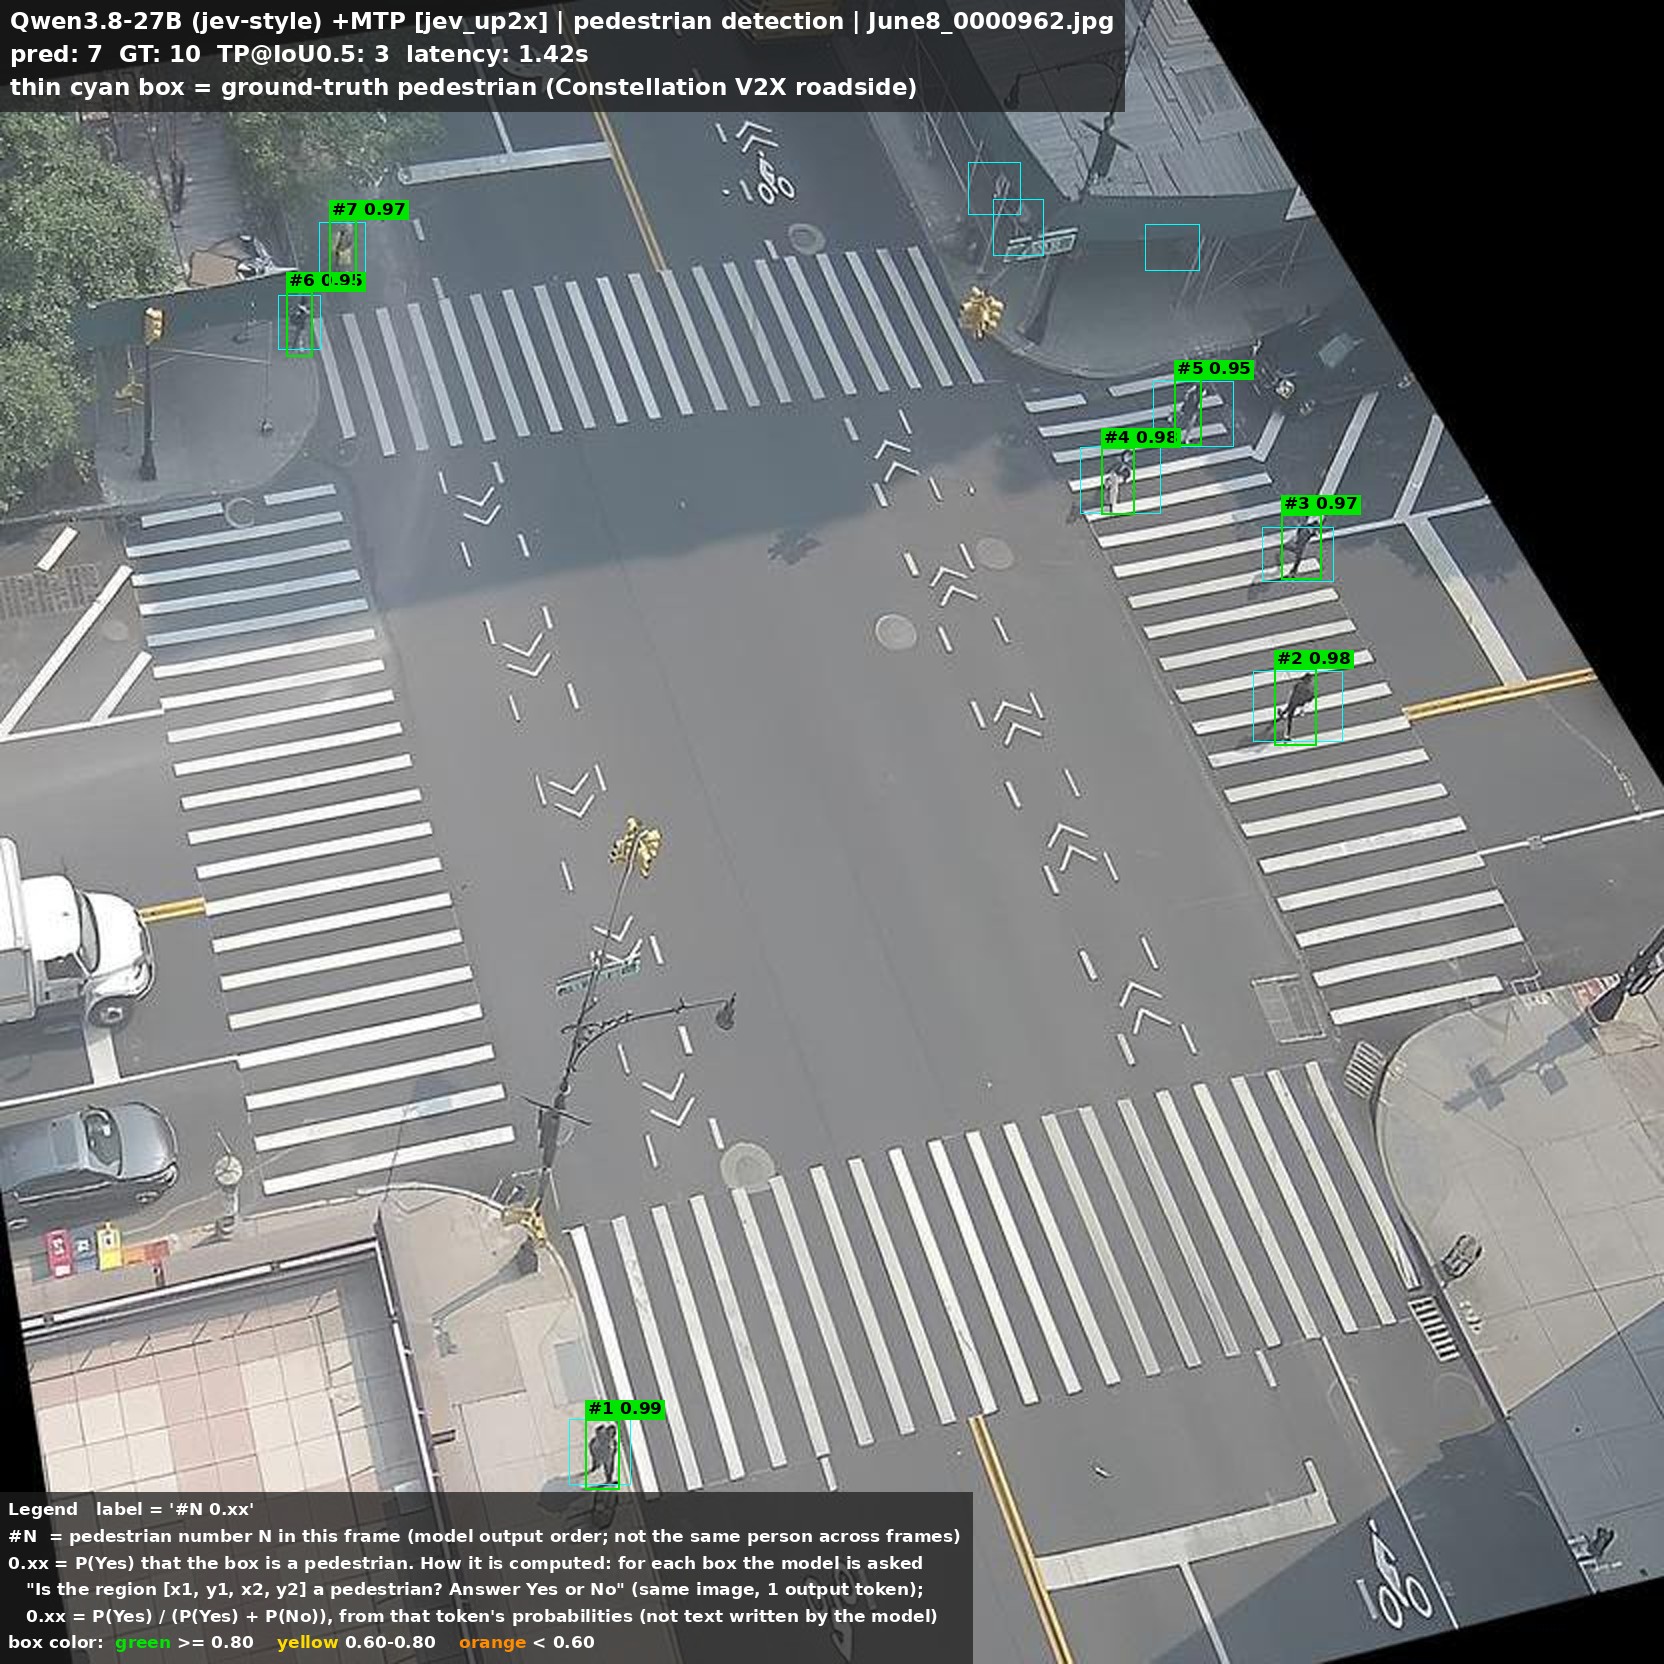 Qwen3.8-27B (jev-style) +MTP [jev_up2x] | pedestrian detection | June8_0000962.jpg
pred: 7  GT: 10  TP@IoU0.5: 3  latency: 1.42s
thin cyan box = ground-truth pedestrian (Constellation V2X roadside)
#7 0.97
#6 0.95
#5 0.95
#4 0.98
#3 0.97
#2 0.98
#1 0.99
Legend   label = '#N 0.xx'
#N  = pedestrian number N in this frame (model output order; not the same person across frames)
0.xx = P(Yes) that the box is a pedestrian. How it is computed: for each box the model is asked
"Is the region [x1, y1, x2, y2] a pedestrian? Answer Yes or No" (same image, 1 output token);
0.xx = P(Yes) / (P(Yes) + P(No)), from that token's probabilities (not text written by the model)
box color:  green >= 0.80   yellow 0.60-0.80   orange < 0.60